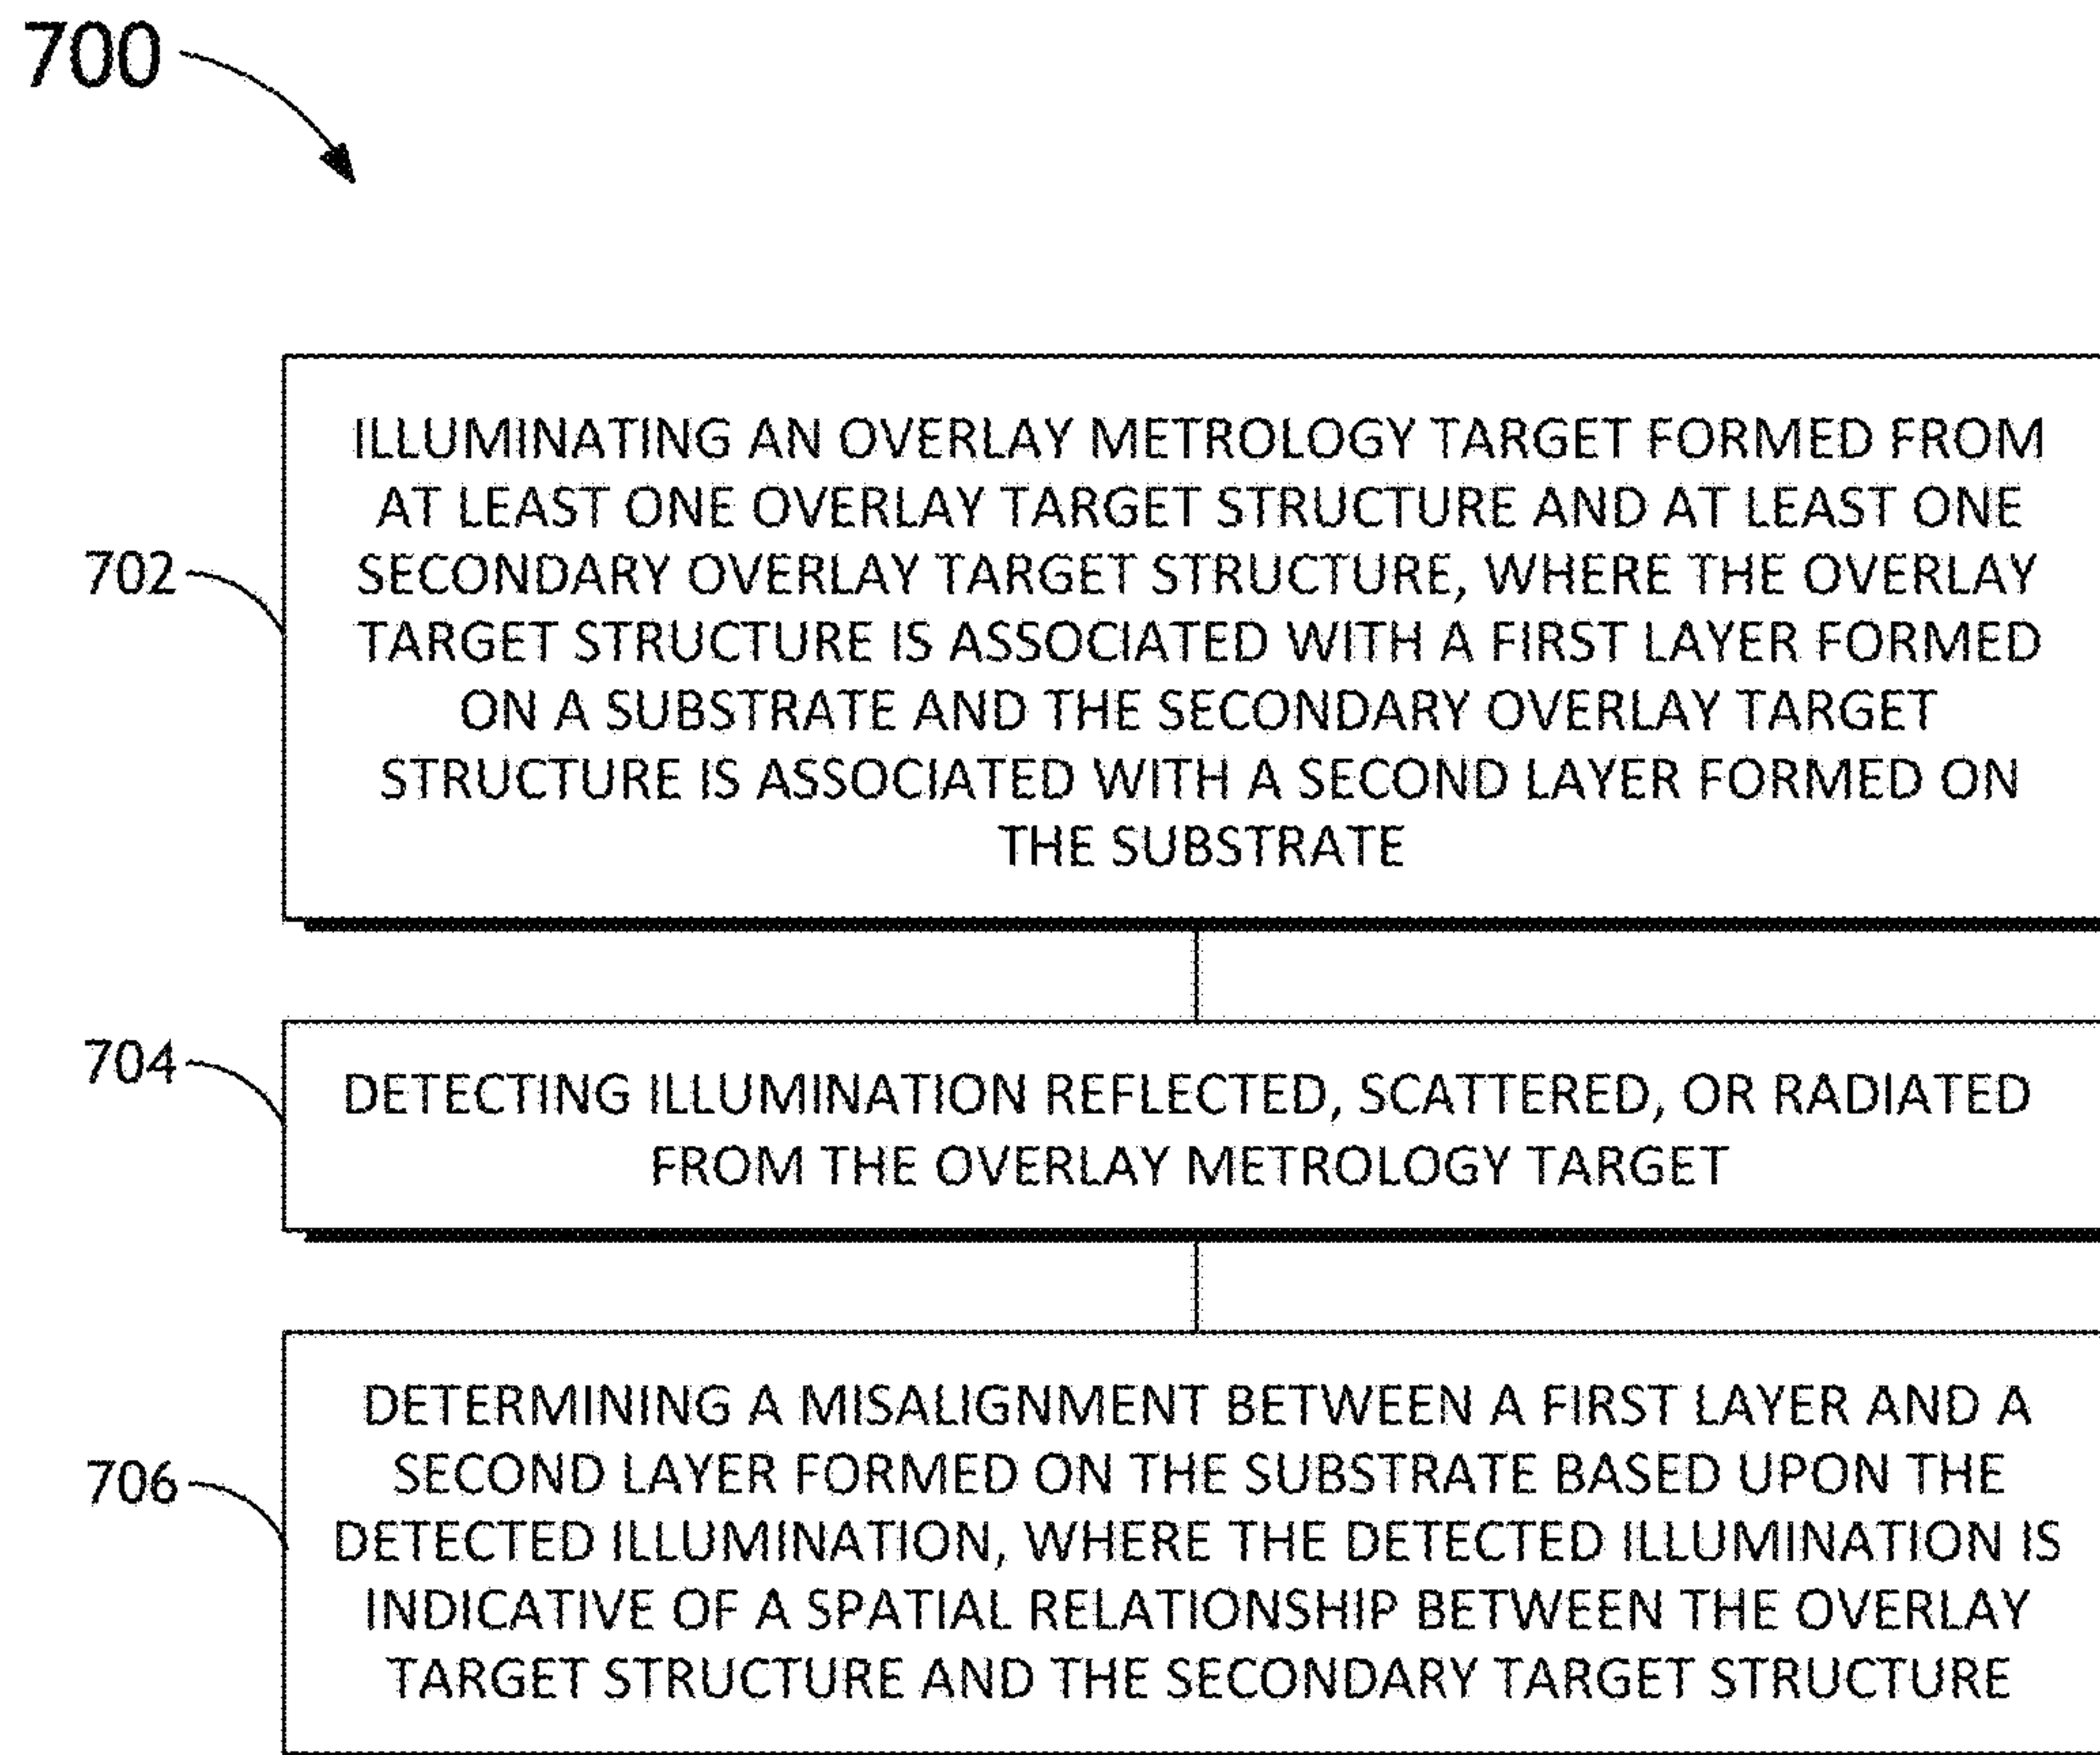 700
702
ILLUMINATING AN OVERLAY METROLOGY TARGET FORMED FROM
AT LEAST ONE OVERLAY TARGET STRUCTURE AND AT LEAST ONE
SECONDARY OVERLAY TARGET STRUCTURE, WHERE THE OVERLAY
TARGET STRUCTURE IS ASSOCIATED WITH A FIRST LAYER FORMED
ON A SUBSTRATE AND THE SECONDARY OVERLAY TARGET
STRUCTURE IS ASSOCIATED WITH A SECOND LAYER FORMED ON
THE SUBSTRATE
704
DETECTING ILLUMINATION REFLECTED, SCATTERED, OR RADIATED
FROM THE OVERLAY METROLOGY TARGET
706
DETERMINING A MISALIGNMENT BETWEEN A FIRST LAYER AND A
SECOND LAYER FORMED ON THE SUBSTRATE BASED UPON THE
DETECTED ILLUMINATION, WHERE THE DETECTED ILLUMINATION IS
INDICATIVE OF A SPATIAL RELATIONSHIP BETWEEN THE OVERLAY
TARGET STRUCTURE AND THE SECONDARY TARGET STRUCTURE